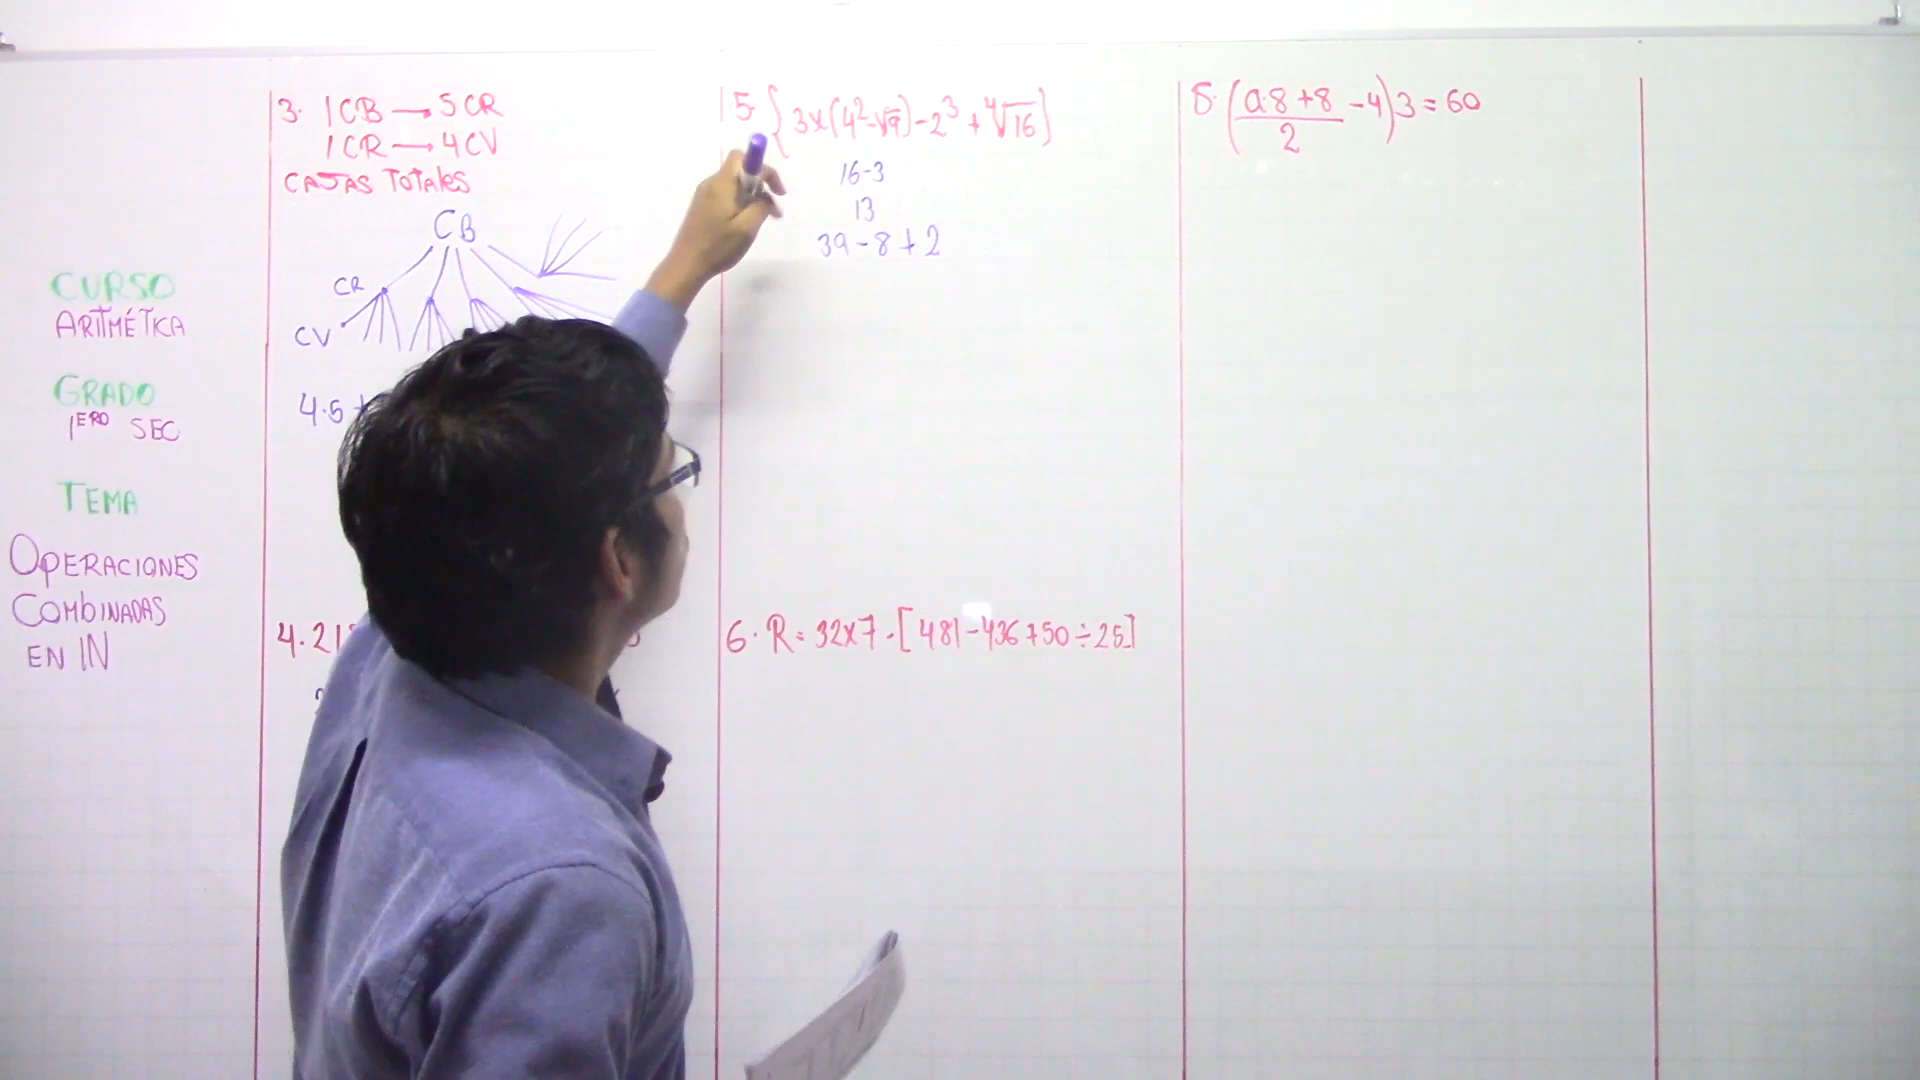 CURSO
ARITMÉTICA
GRADO
1ERO SEC
TEMA
OPERACIONES
COMBINADAS
EN IN
3. 1CB → 5CR
1CR → 4CV
CAJAS TOTALES
CB
CR
CV
4.5 +
4. 21
5. {3x(4²-√9)-2³+∜16}
16-3
13
39-8+2
6. R = 32x7 - [481-436+50÷25]
8. ((a.8+8)/2 - 4)3 = 60